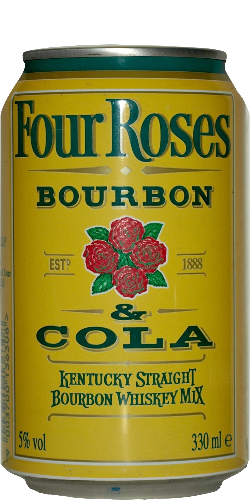 Four Roses
BOURBON
ESTD 1888
&
COLA
KENTUCKY STRAIGHT
BOURBON WHISKEY MIX
5% vol 330 ml e